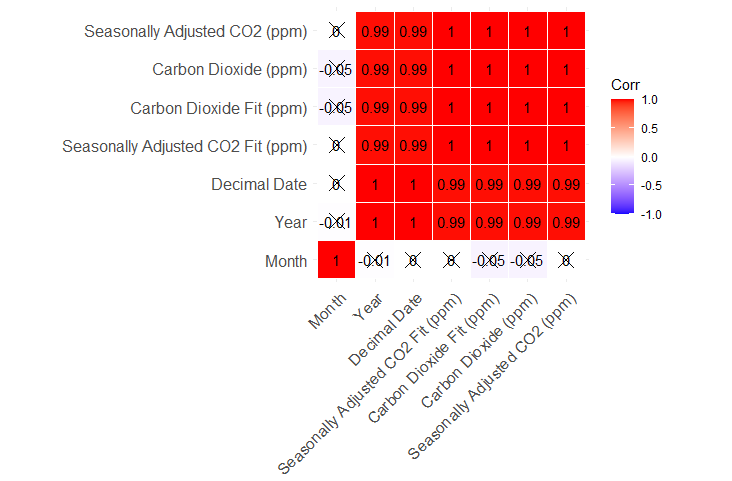 Seasonally Adjusted CO2 (ppm) 0 0.99 0.99 1 1 1 1
Carbon Dioxide (ppm) -0.05 0.99 0.99 1 1 1 1
Carbon Dioxide Fit (ppm) -0.05 0.99 0.99 1 1 1 1
Seasonally Adjusted CO2 Fit (ppm) 0 0.99 0.99 1 1 1 1
Decimal Date 0 1 1 0.99 0.99 0.99 0.99
Year -0.01 1 1 0.99 0.99 0.99 0.99
Month 1 -0.01 0 0 -0.05 -0.05 0
Month
Year
Decimal Date
Seasonally Adjusted CO2 Fit (ppm)
Carbon Dioxide Fit (ppm)
Carbon Dioxide (ppm)
Seasonally Adjusted CO2 (ppm)
Corr
1.0
0.5
0.0
-0.5
-1.0